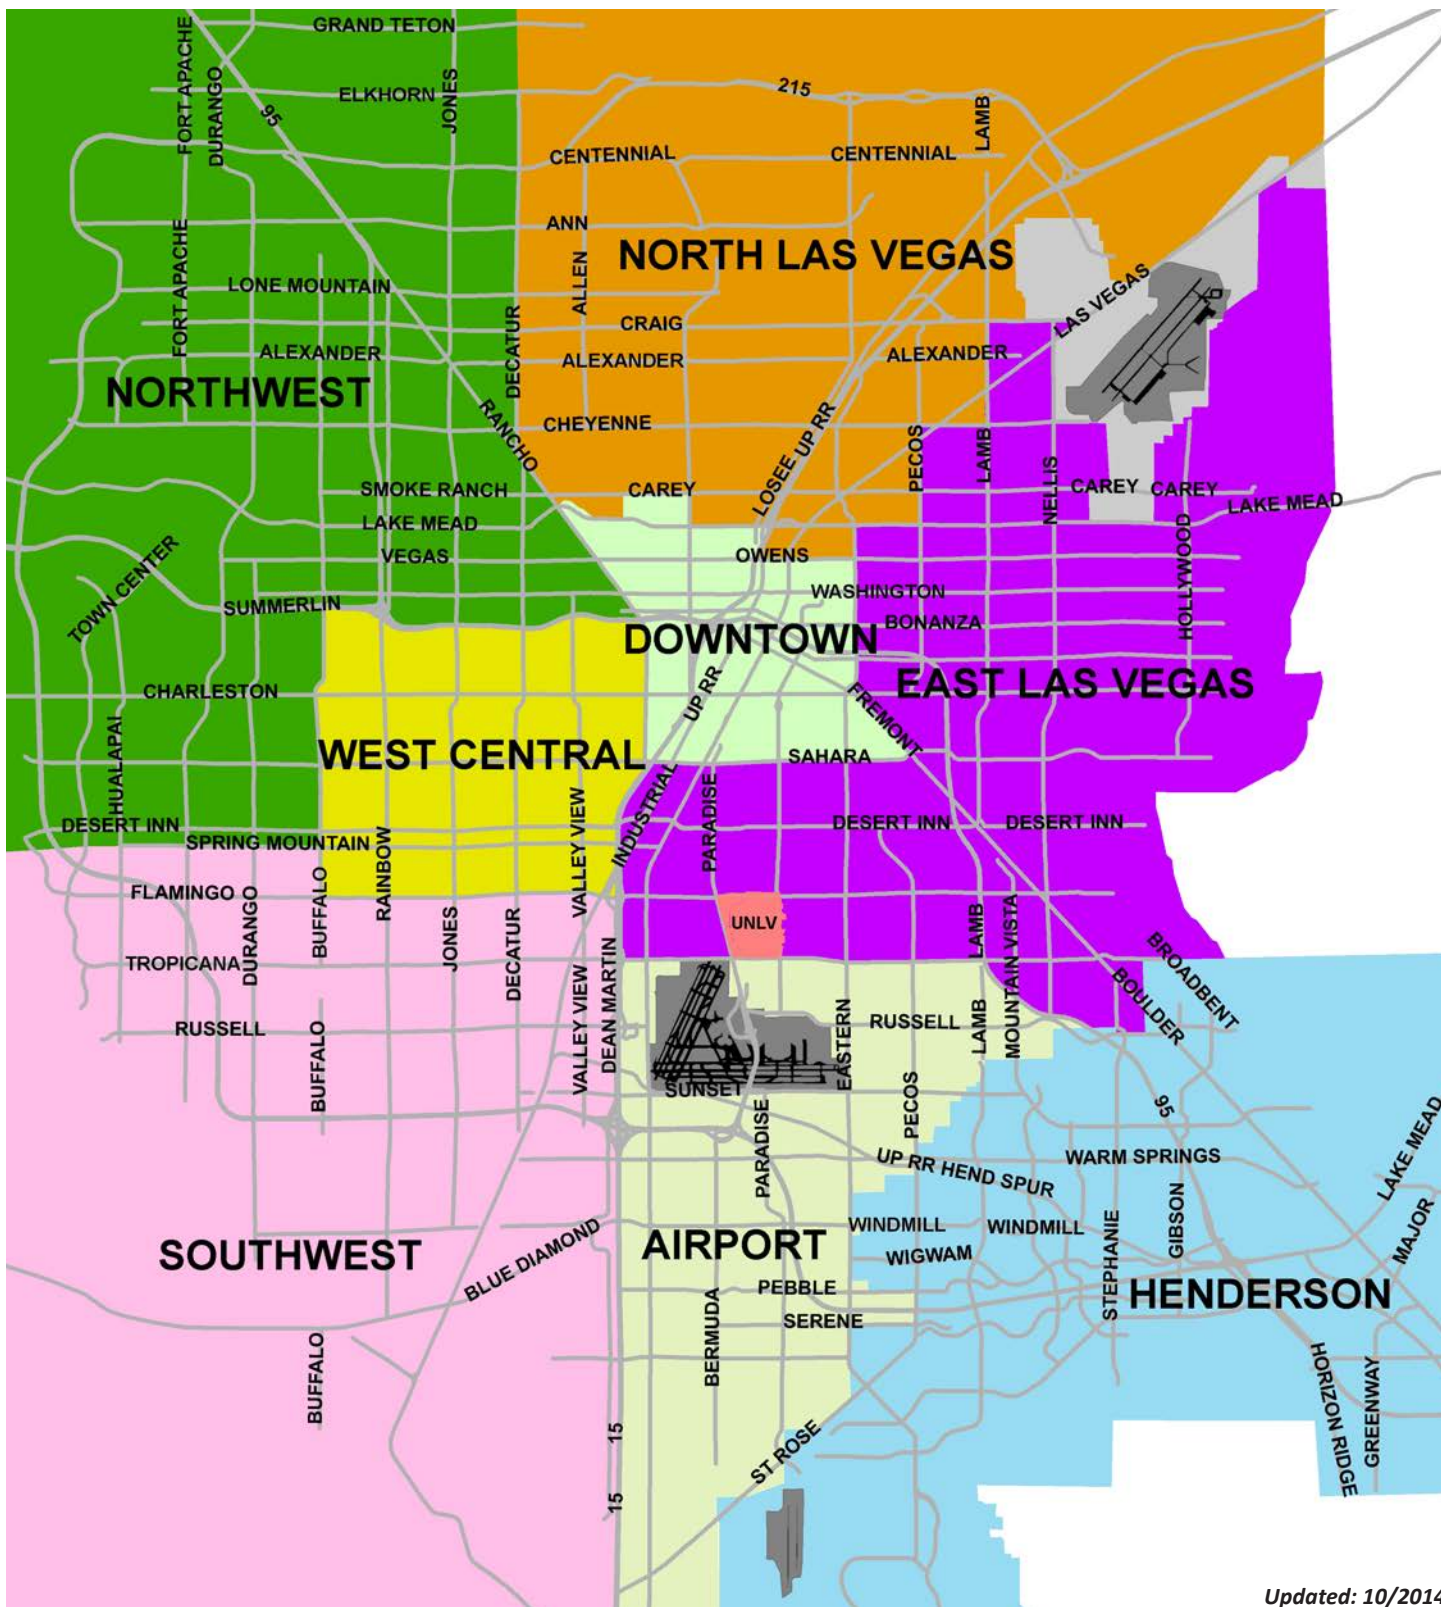 GRAND TETON
FORT APACHE
ELKHORN
JONES
215
95
DURANGO
LAMB
CENTENNIAL
CENTENNIAL
ANN
FORT APACHE
NORTH LAS VEGAS
ALLEN
LONE MOUNTAIN
LAS VEGAS
CRAIG
DECATUR
ALEXANDER
ALEXANDER
ALEXANDER
NORTHWEST
CHEYENNE
RANCHO
UP RR
LOSEE
PECOS
LAMB
NELLIS
SMOKE RANCH
CAREY
CAREY
CAREY
LAKE MEAD
LAKE MEAD
VEGAS
OWENS
HOLLYWOOD
TOWN CENTER
WASHINGTON
SUMMERLIN
BONANZA
DOWNTOWN
EAST LAS VEGAS
CHARLESTON
UP RR
FREMONT
HUALAPAI
WEST CENTRAL
SAHARA
INDUSTRIAL
PARADISE
DESERT INN
DESERT INN
DESERT INN
SPRING MOUNTAIN
VALLEY VIEW
RAINBOW
FLAMINGO
BUFFALO
DURANGO
JONES
DECATUR
UNLV
LAMB
MOUNTAIN VISTA
TROPICANA
BROADBENT
BOULDER
VALLEY VIEW
DEAN MARTIN
RUSSELL
RUSSELL
BUFFALO
EASTERN
LAMB
SUNSET
PECOS
95
PARADISE
UP RR HEND SPUR
WARM SPRINGS
LAKE MEAD
MAJOR
WINDMILL
WINDMILL
GIBSON
STEPHANIE
SOUTHWEST
AIRPORT
WIGWAM
BLUE DIAMOND
PEBBLE
HENDERSON
SERENE
BERMUDA
BUFFALO
HORIZON RIDGE
GREENWAY
15
ST ROSE
15
Updated: 10/2014